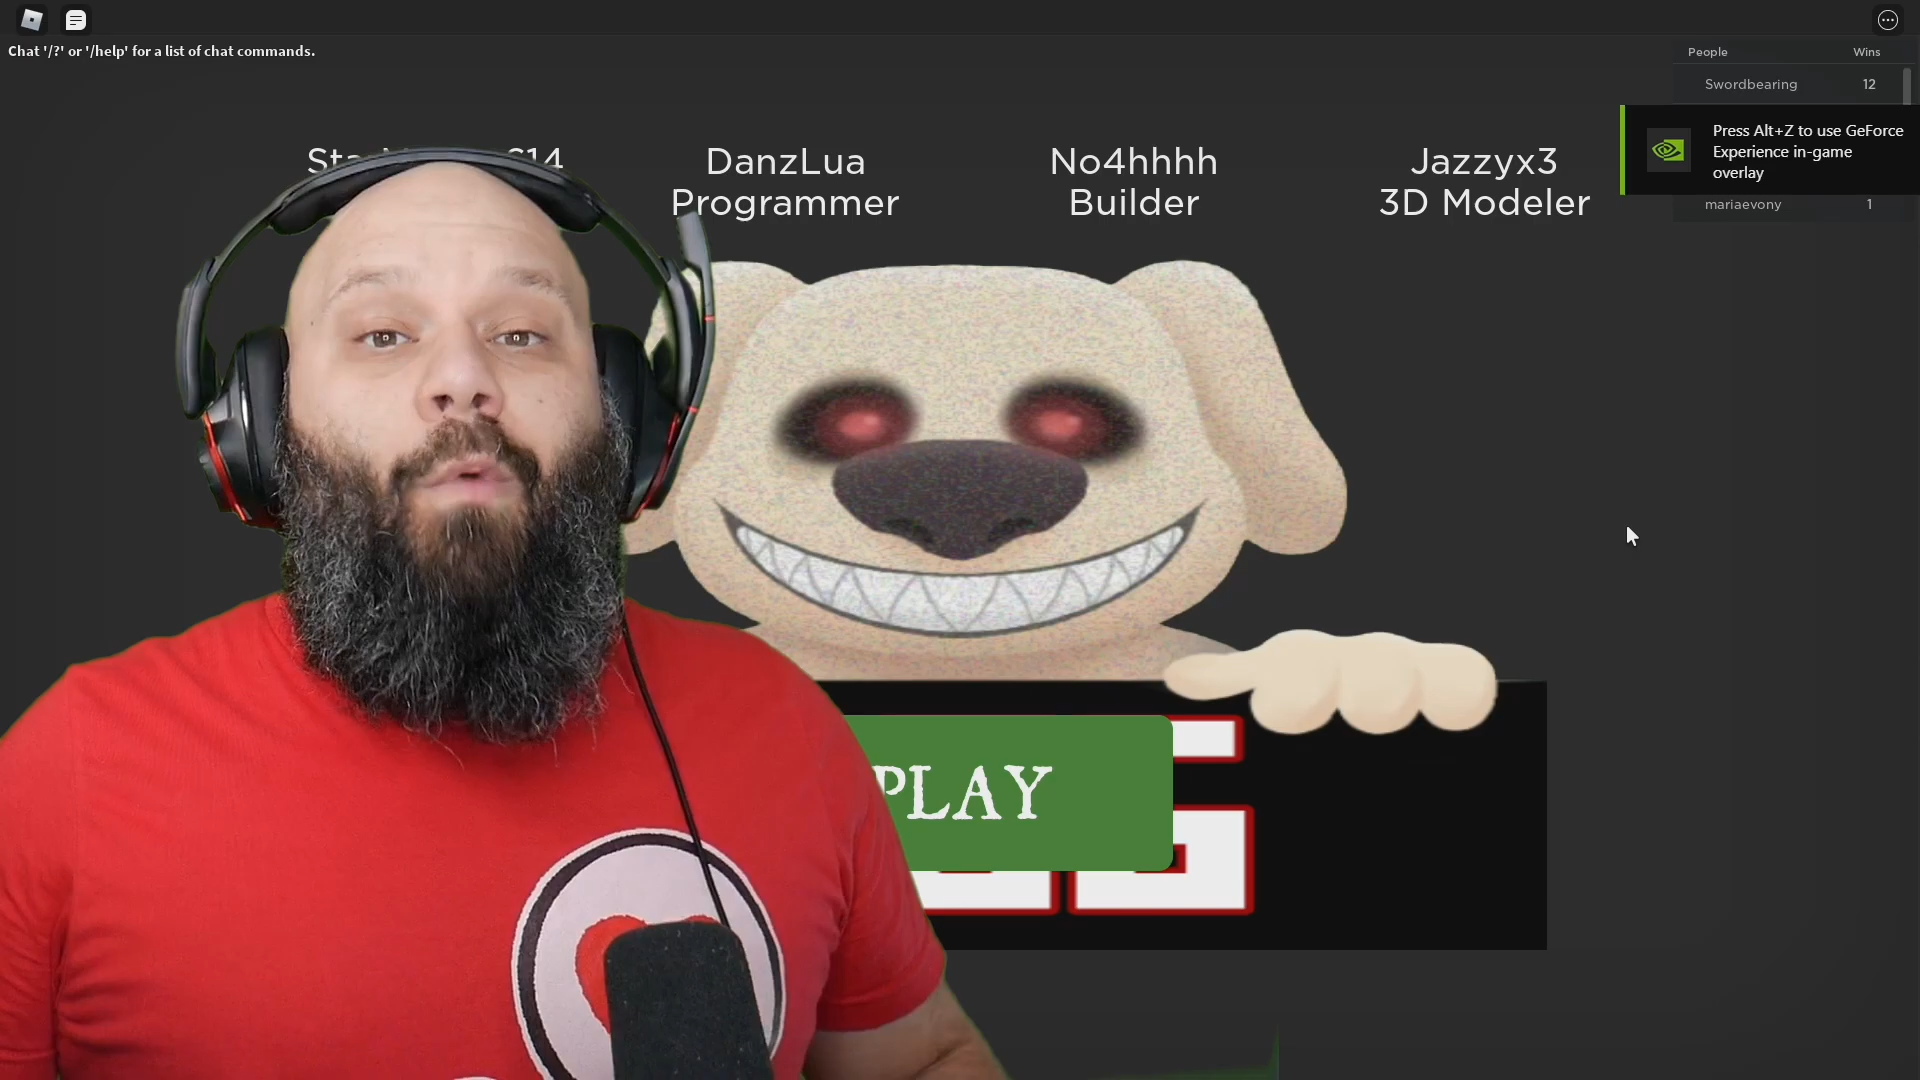 Chat '/?' or '/help' for a list of chat commands.
People Wins
Swordbearing 12
Press Alt+Z to use GeForce
Experience in-game
overlay
mariaevony 1
DanzLua
Programmer
No4hhhh
Builder
Jazzyx3
3D Modeler
PLAY